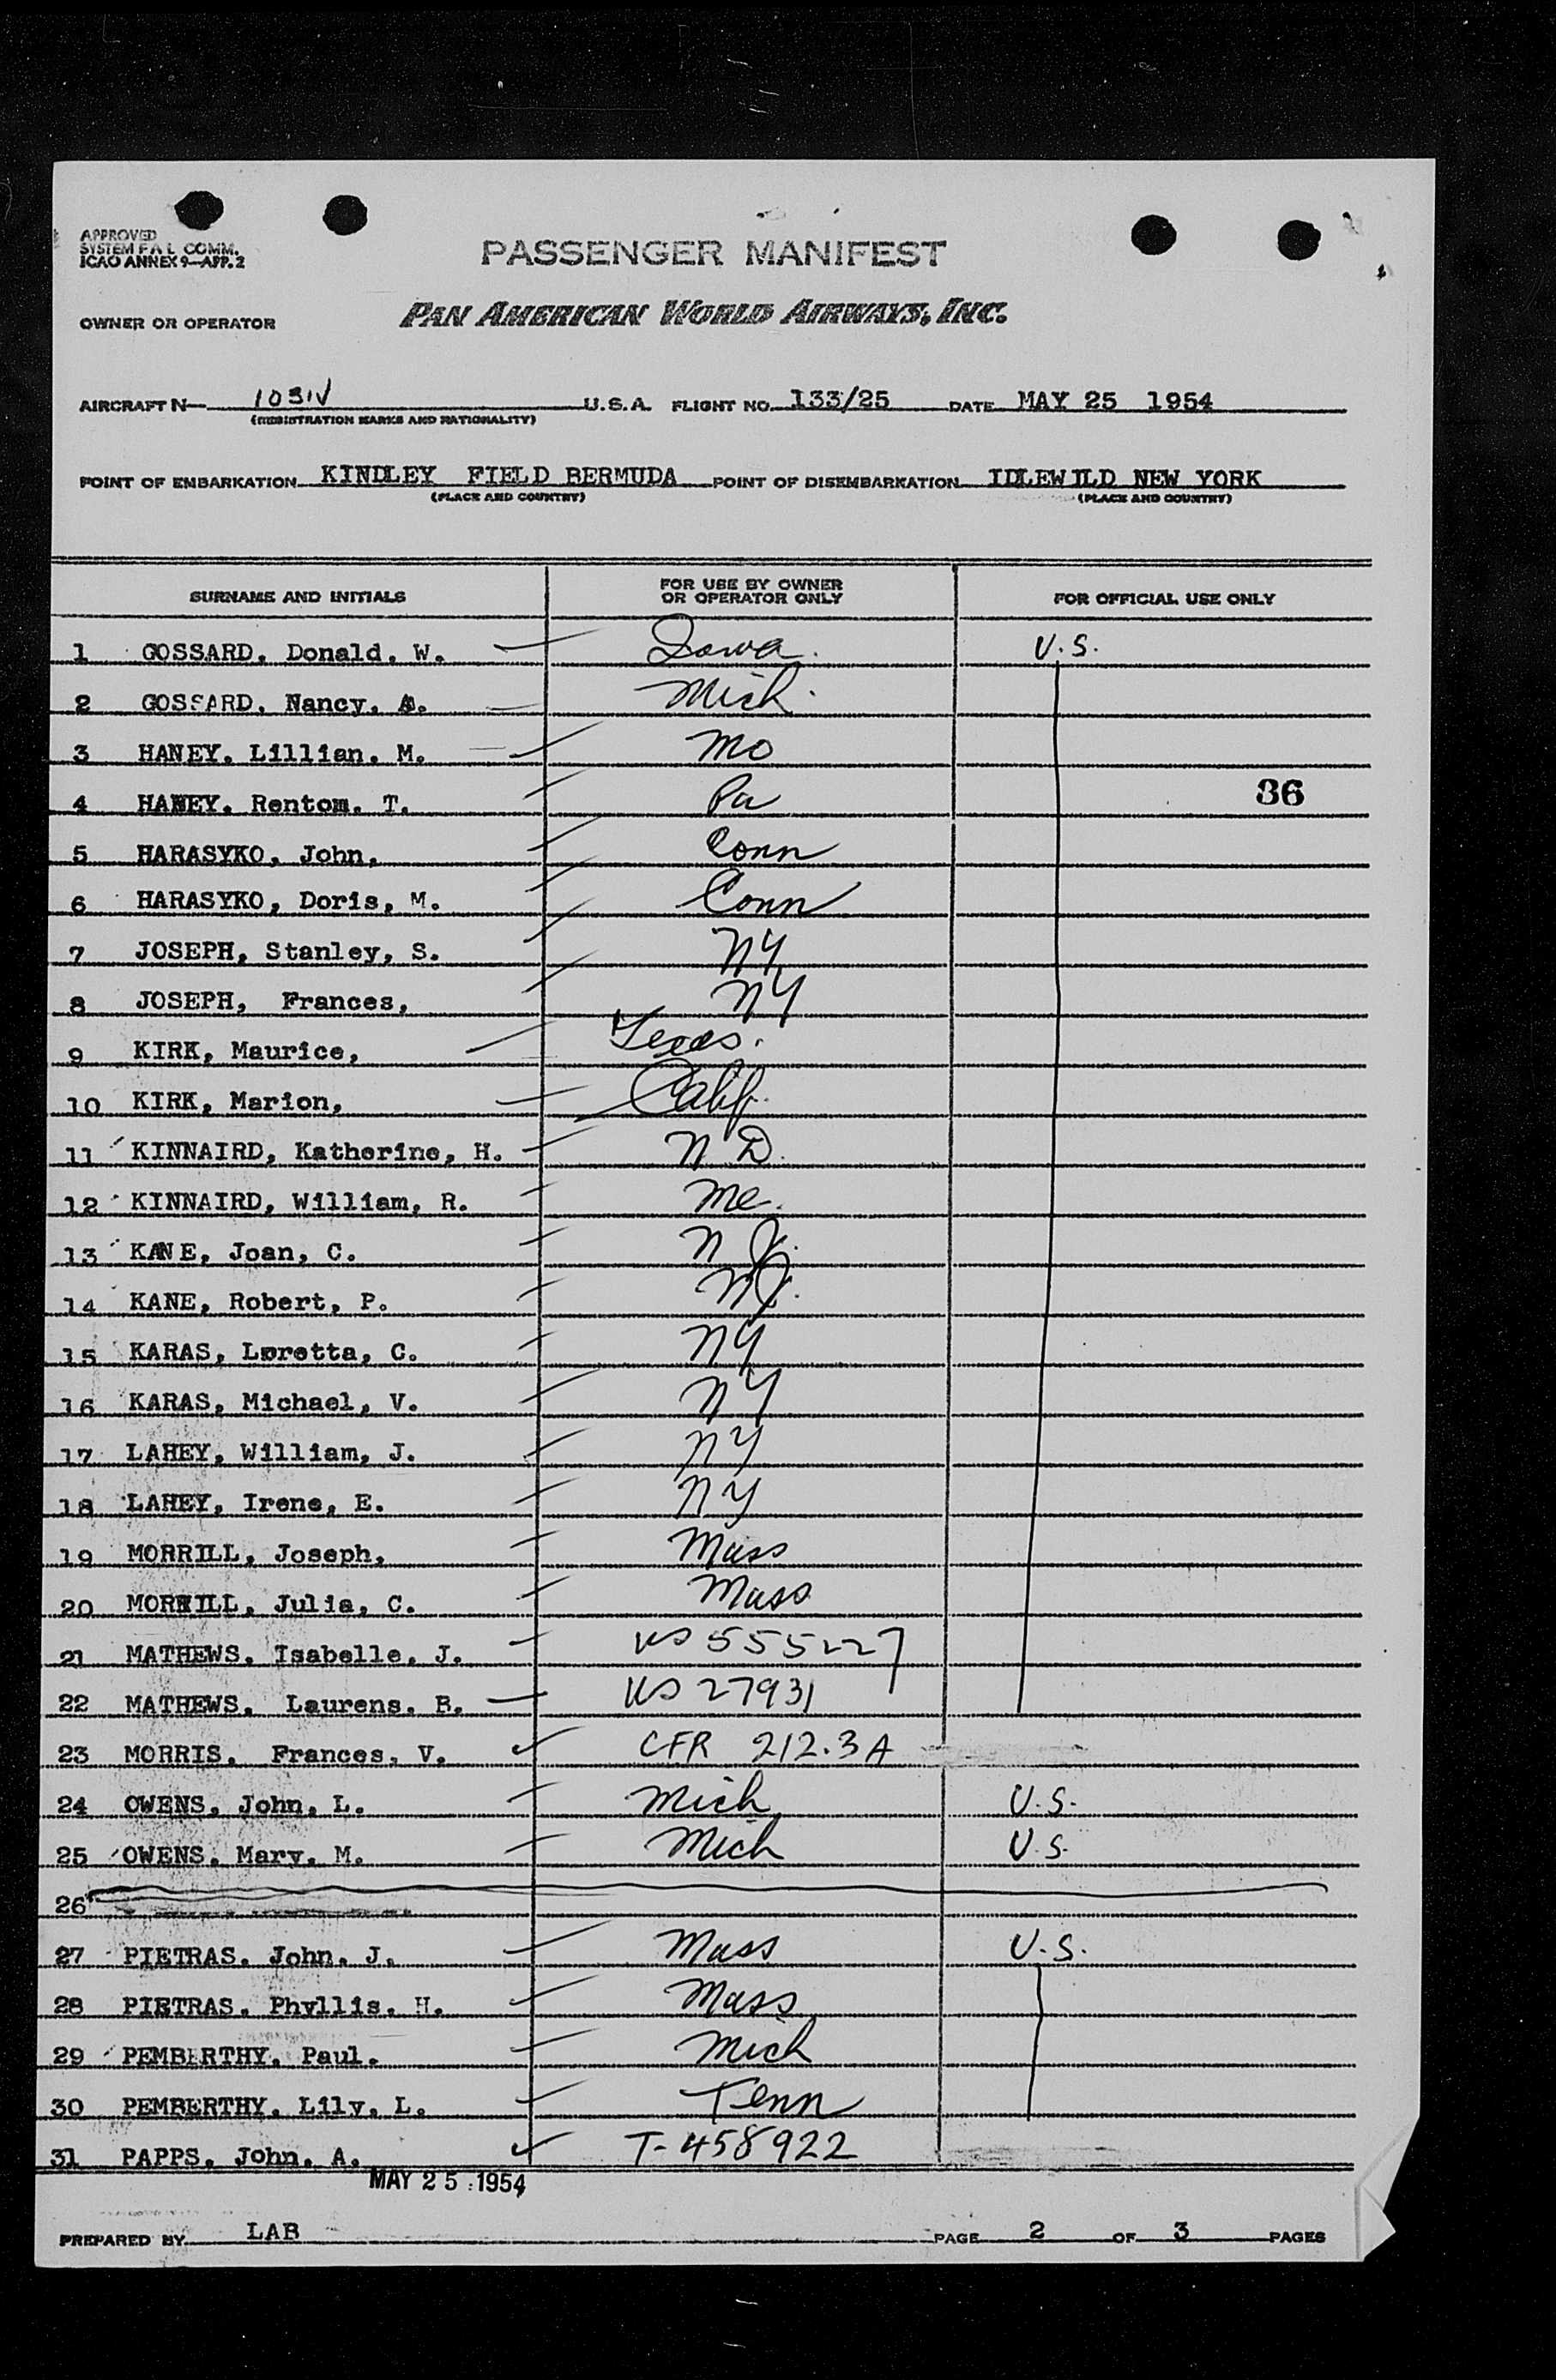 APPROVED
SYSTEM F A L COMM.
ICAO ANNEX 9—APP. 2
PASSENGER MANIFEST
OWNER OR OPERATOR PAN AMERICAN WORLD AIRWAYS, INC.
AIRCRAFT N— 1031V U.S.A. FLIGHT NO. 133/25 DATE MAY 25 1954
(REGISTRATION MARKS AND NATIONALITY)
POINT OF EMBARKATION KINDLEY FIELD BERMUDA POINT OF DISEMBARKATION IDLEWILD NEW YORK
(PLACE AND COUNTRY) (PLACE AND COUNTRY)
SURNAME AND INITIALS FOR USE BY OWNER OR OPERATOR ONLY FOR OFFICIAL USE ONLY
1 GOSSARD. Donald. W. Iowa. U.S.
2 GOSSARD. Nancy. A. Mich.
3 HANEY. Lillian. M. Mo
4 HANEY. Rentom. T. Pa 36
5 HARASYKO, John, Conn
6 HARASYKO, Doris, M. Conn
7 JOSEPH, Stanley, S. NY
8 JOSEPH, Frances, NY
9 KIRK, Maurice, Texas.
10 KIRK, Marion, Calif.
11 KINNAIRD, Katherine, H. N D.
12 KINNAIRD, William, R. Me.
13 KANE, Joan, C. N J.
14 KANE, Robert, P. NJ.
15 KARAS, Loretta, C. NY
16 KARAS, Michael, V. NY
17 LAHEY, William, J. NY
18 LAHEY, Irene, E. NY
19 MORRILL, Joseph, Mass
20 MORRILL, Julia, C. Mass
21 MATHEWS. Isabelle. J. US 555227
22 MATHEWS. Laurens. B. US 27931
23 MORRIS. Frances. V. CFR 212.3A
24 OWENS. John. L. Mich U.S.
25 OWENS. Mary. M. Mich U.S.
26
27 PIETRAS. John. J. Mass U.S.
28 PIETRAS. Phyllis. H. Mass
29 PEMBERTHY. Paul. Mich
30 PEMBERTHY. Lily. L. Tenn
31 PAPPS. John. A. T-458922
MAY 25 1954
PREPARED BY LAB PAGE 2 OF 3 PAGES